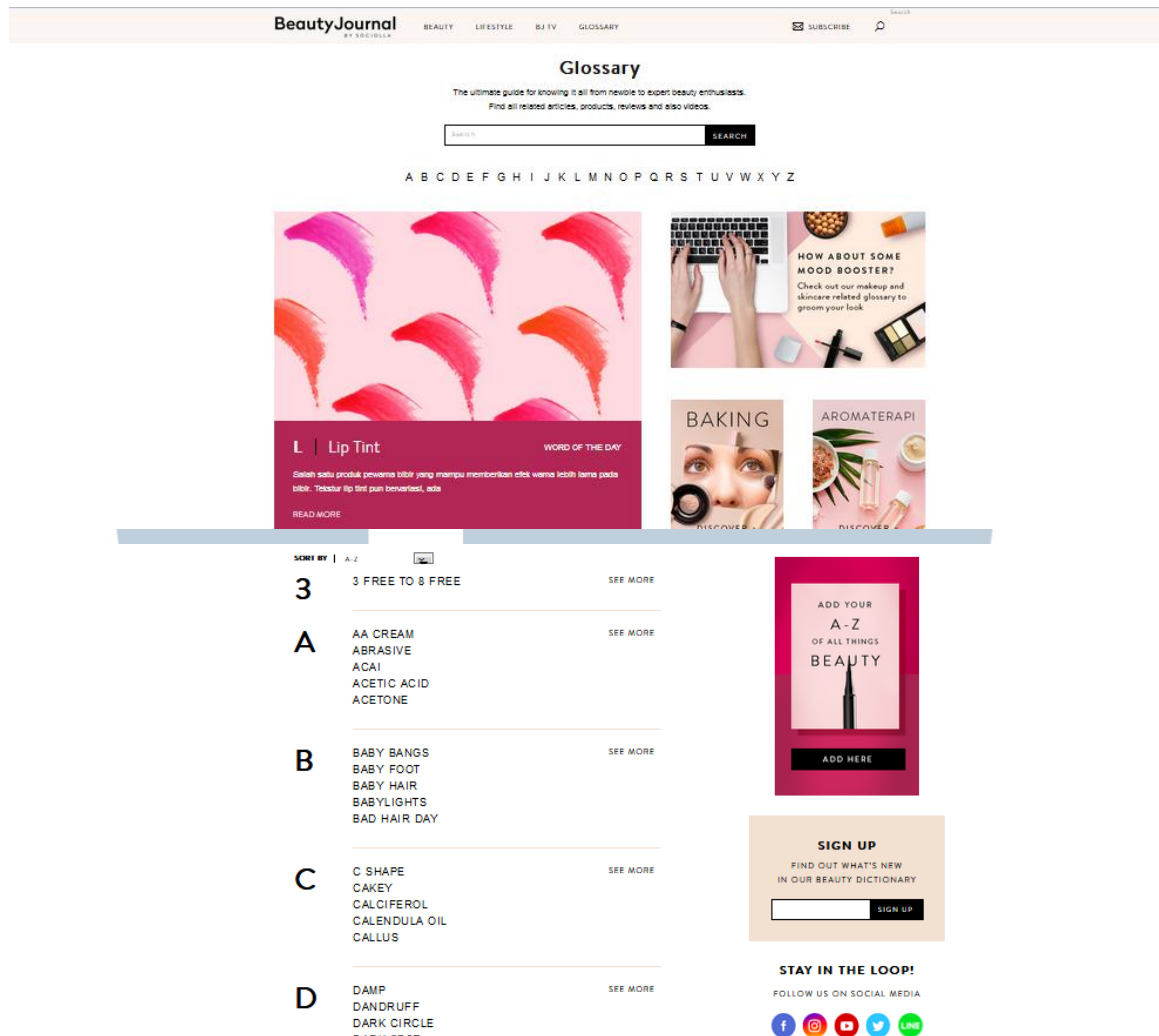 Search
BeautyJournal
BY SOCIOLLA
BEAUTY LIFESTYLE BJ TV GLOSSARY
SUBSCRIBE
Glossary
The ultimate guide for knowing it all from newbie to expert beauty enthusiasts.
Find all related articles, products, reviews and also videos.
Search
SEARCH
A B C D E F G H I J K L M N O P Q R S T U V W X Y Z
HOW ABOUT SOME
MOOD BOOSTER?
Check out our makeup and
skincare related glossary to
groom your look
BAKING
DISCOVER
AROMATERAPI
DISCOVER
L | Lip Tint
WORD OF THE DAY
Salah satu produk pewarna bibir yang mampu memberikan efek warna lebih lama pada
bibir. Tekstur lip tint pun bervariasi, ada
READ MORE
SORT BY | A-Z
3
3 FREE TO 8 FREE
SEE MORE
A
AA CREAM
SEE MORE
ABRASIVE
ACAI
ACETIC ACID
ACETONE
B
BABY BANGS
SEE MORE
BABY FOOT
BABY HAIR
BABYLIGHTS
BAD HAIR DAY
C
C SHAPE
SEE MORE
CAKEY
CALCIFEROL
CALENDULA OIL
CALLUS
D
DAMP
SEE MORE
DANDRUFF
DARK CIRCLE
ADD YOUR
A-Z
OF ALL THINGS
BEAUTY
ADD HERE
SIGN UP
FIND OUT WHAT'S NEW
IN OUR BEAUTY DICTIONARY
SIGN UP
STAY IN THE LOOP!
FOLLOW US ON SOCIAL MEDIA
LINE